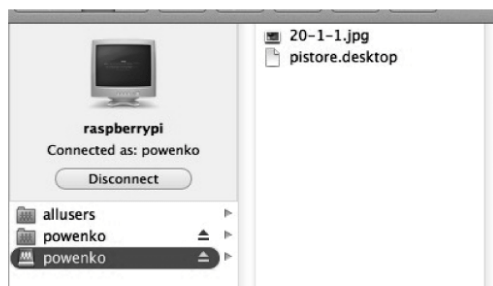 raspberrypi
Connected as: powenko
Disconnect
allusers
powenko
powenko
20-1-1.jpg
pistore.desktop